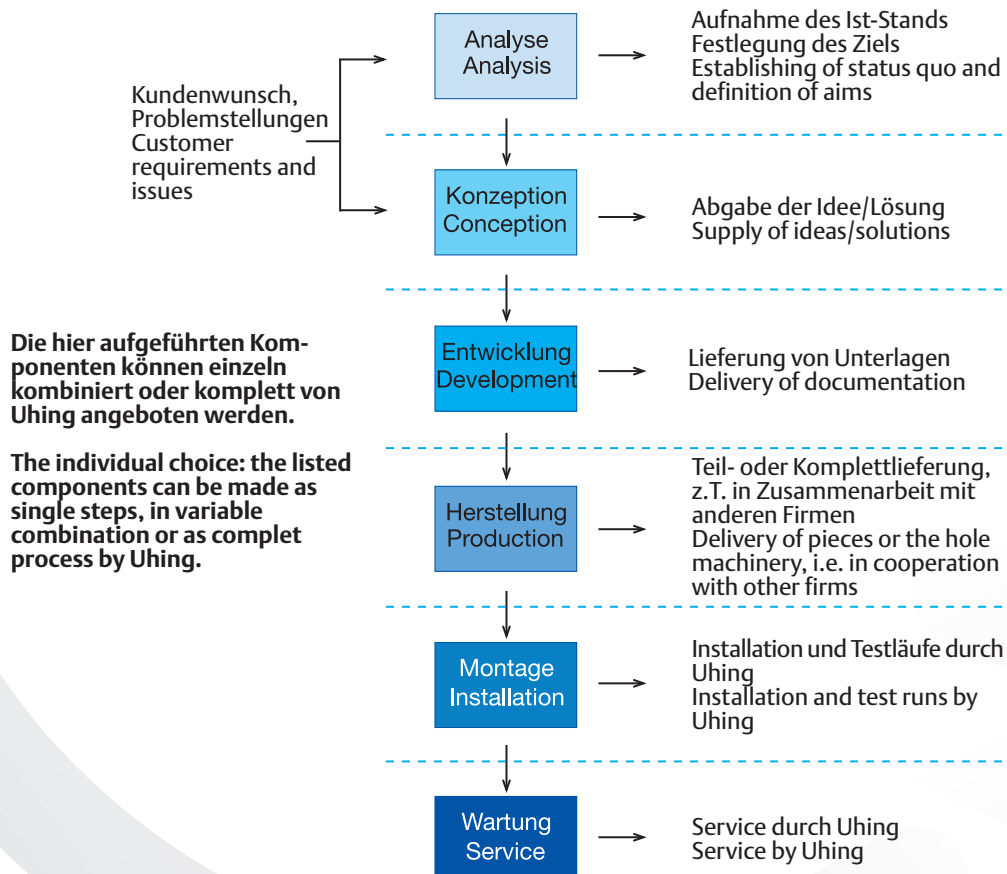 Analyse
Analysis
Aufnahme des Ist-Stands
Festlegung des Ziels
Establishing of status quo and
definition of aims
Kundenwunsch,
Problemstellungen
Customer
requirements and
issues
Konzeption
Conception
Abgabe der Idee/Lösung
Supply of ideas/solutions
Die hier aufgeführten Kom-
ponenten können einzeln
kombiniert oder komplett von
Uhing angeboten werden.
The individual choice: the listed
components can be made as
single steps, in variable
combination or as complet
process by Uhing.
Entwicklung
Development
Lieferung von Unterlagen
Delivery of documentation
Herstellung
Production
Teil- oder Komplettlieferung,
z.T. in Zusammenarbeit mit
anderen Firmen
Delivery of pieces or the hole
machinery, i.e. in cooperation
with other firms
Montage
Installation
Installation und Testläufe durch
Uhing
Installation and test runs by
Uhing
Wartung
Service
Service durch Uhing
Service by Uhing